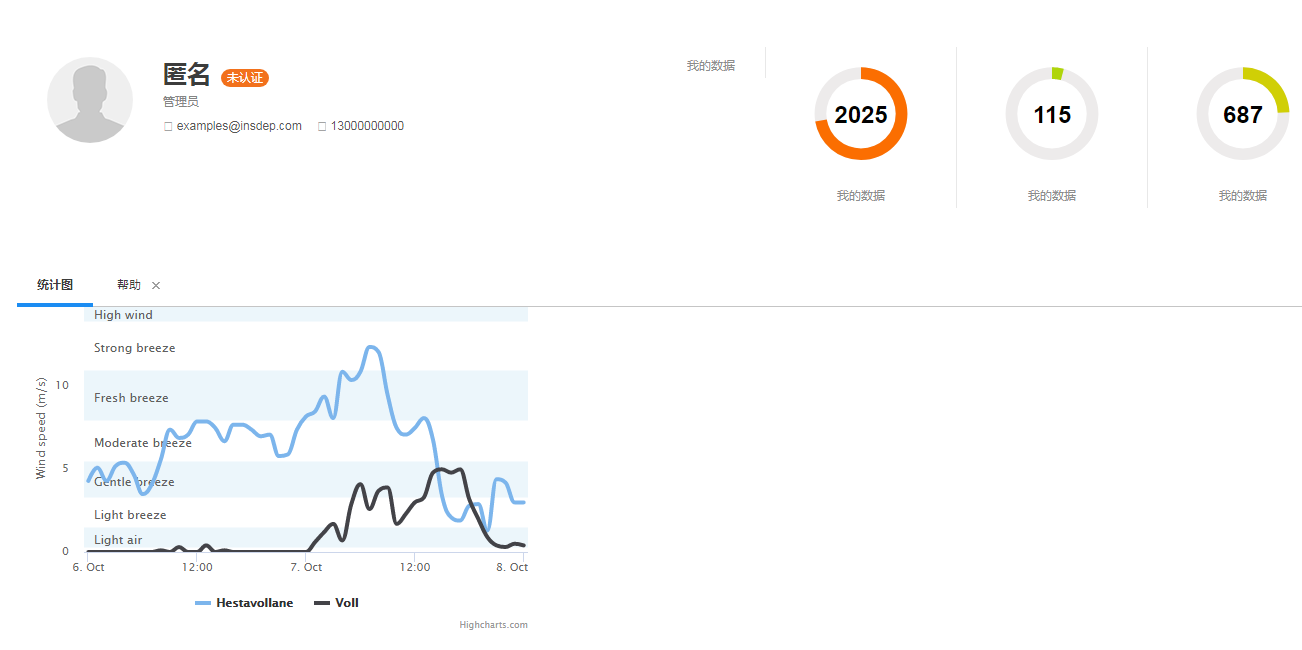 匿名 未认证
管理员
examples@insdep.com 13000000000
我的数据
2025
我的数据
115
我的数据
687
我的数据
统计图 帮助 ×
High wind
Strong breeze
Fresh breeze
Moderate breeze
Gentle breeze
Light breeze
Light air
Wind speed (m/s)
10
5
0
6. Oct 12:00 7. Oct 12:00 8. Oct
Hestavollane Voll
Highcharts.com